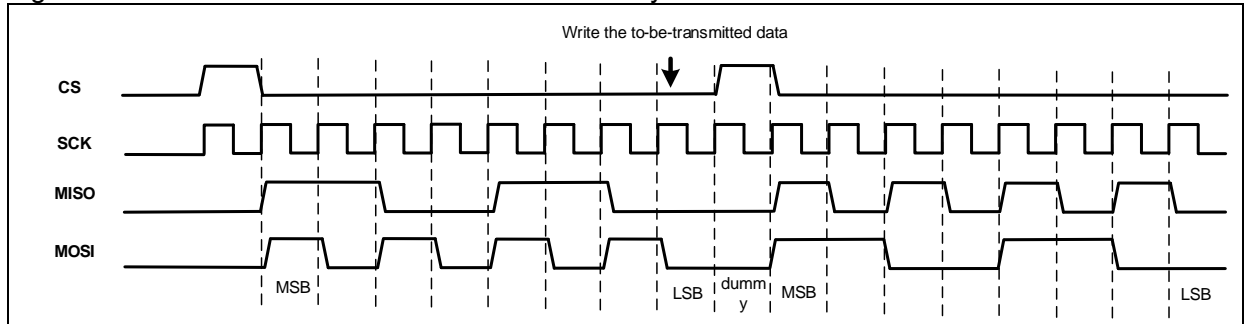 Write the to-be-transmitted data
CS
SCK
MISO
MOSI
MSB
LSB
dumm
y
MSB
LSB